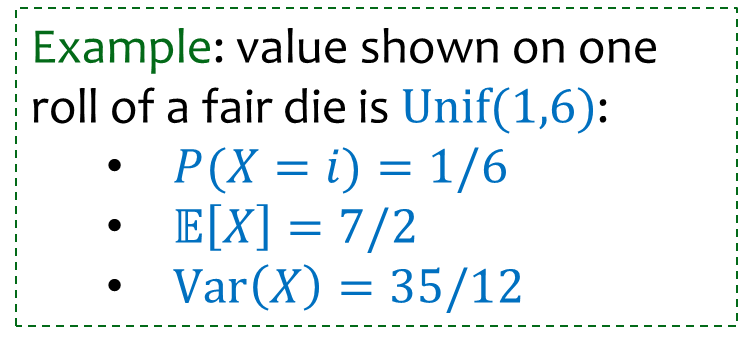 Example: value shown on one
roll of a fair die is Unif(1,6):
• P(X = i) = 1/6
• 𝔼[X] = 7/2
• Var(X) = 35/12